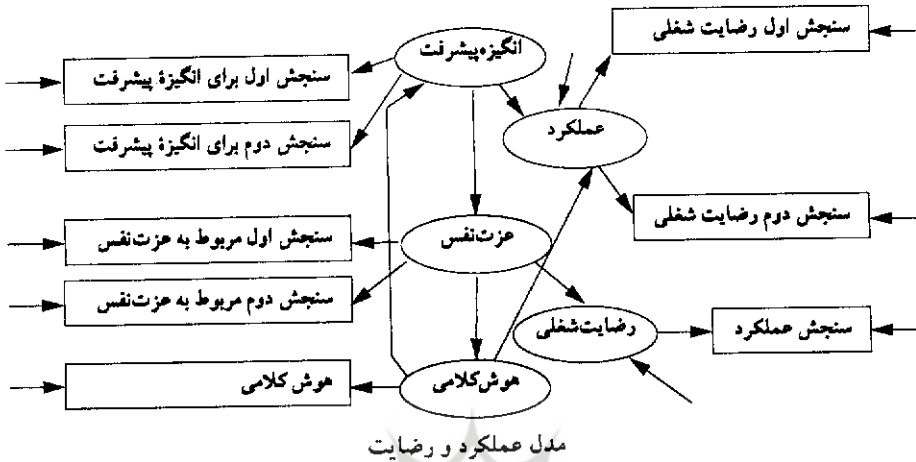 سنجش اول رضایت شغلی
انگیزه پیشرفت
سنجش اول برای انگیزهٔ پیشرفت
عملکرد
سنجش دوم برای انگیزهٔ پیشرفت
سنجش دوم رضایت شغلی
عزت‌نفس
سنجش اول مربوط به عزت‌نفس
سنجش دوم مربوط به عزت‌نفس
رضایت‌شغلی
سنجش عملکرد
هوش‌کلامی
هوش کلامی
مدل عملکرد و رضایت